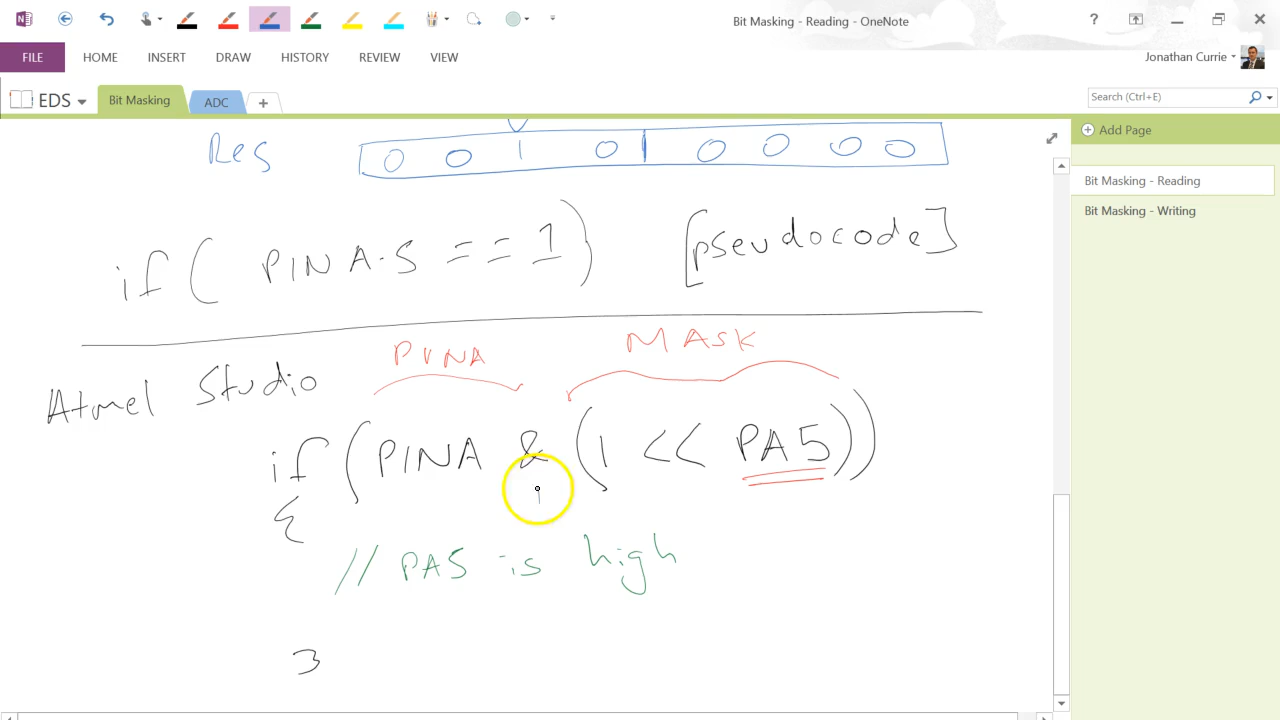 Bit Masking - Reading - OneNote
?
FILE HOME INSERT DRAW HISTORY REVIEW VIEW
Jonathan Currie
EDS Bit Masking ADC +
Search (Ctrl+E)
Add Page
Bit Masking - Reading
Bit Masking - Writing
Res 0 0 1 0 0 0 0 0
if( PINA.5 == 1) [pseudocode]
PINA MASK
Atmel Studio
if (PINA & (1 << PA5))
{
// PA5 is high
}